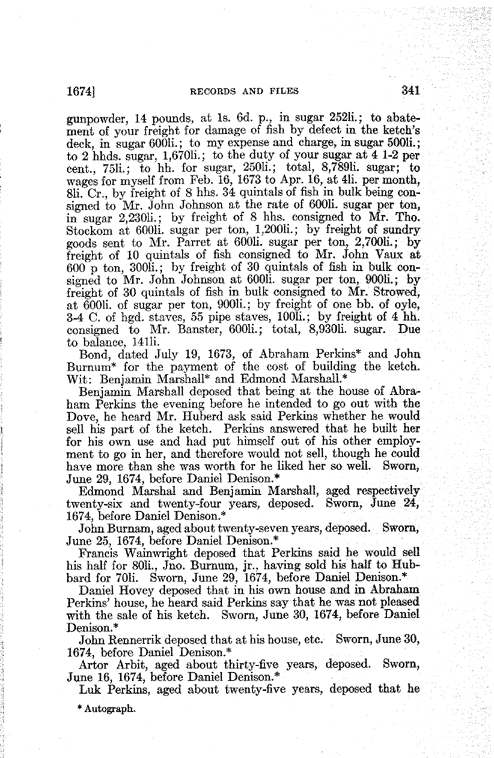 1674] RECORDS AND FILES 341
gunpowder, 14 pounds, at 1s. 6d. p., in sugar 252li.; to abate-
ment of your freight for damage of fish by defect in the ketch's
deck, in sugar 600li.; to my expense and charge, in sugar 500li.;
to 2 hhds. sugar, 1,670li.; to the duty of your sugar at 4 1-2 per
cent., 75li.; to hh. for sugar, 250li.; total, 8,789li. sugar; to
wages for myself from Feb. 16, 1673 to Apr. 16, at 4li. per month,
8li. Cr., by freight of 8 hhs. 34 quintals of fish in bulk being con-
signed to Mr. John Johnson at the rate of 600li. sugar per ton,
in sugar 2,230li.; by freight of 8 hhs. consigned to Mr. Tho.
Stockom at 600li. sugar per ton, 1,200li.; by freight of sundry
goods sent to Mr. Parret at 600li. sugar per ton, 2,700li.; by
freight of 10 quintals of fish consigned to Mr. John Vaux at
600 p ton, 300li.; by freight of 30 quintals of fish in bulk con-
signed to Mr. John Johnson at 600li. sugar per ton, 900li.; by
freight of 30 quintals of fish in bulk consigned to Mr. Strowed,
at 600li. of sugar per ton, 900li.; by freight of one bb. of oyle,
3-4 C. of hgd. staves, 55 pipe staves, 100li.; by freight of 4 hh.
consigned to Mr. Banster, 600li.; total, 8,930li. sugar. Due
to balance, 141li.
Bond, dated July 19, 1673, of Abraham Perkins* and John
Burnum* for the payment of the cost of building the ketch.
Wit: Benjamin Marshall* and Edmond Marshall.*
Benjamin Marshall deposed that being at the house of Abra-
ham Perkins the evening before he intended to go out with the
Dove, he heard Mr. Huberd ask said Perkins whether he would
sell his part of the ketch. Perkins answered that he built her
for his own use and had put himself out of his other employ-
ment to go in her, and therefore would not sell, though he could
have more than she was worth for he liked her so well. Sworn,
June 29, 1674, before Daniel Denison.*
Edmond Marshal and Benjamin Marshall, aged respectively
twenty-six and twenty-four years, deposed. Sworn, June 24,
1674, before Daniel Denison.*
John Burnam, aged about twenty-seven years, deposed. Sworn,
June 25, 1674, before Daniel Denison.*
Francis Wainwright deposed that Perkins said he would sell
his half for 80li., Jno. Burnum, jr., having sold his half to Hub-
bard for 70li. Sworn, June 29, 1674, before Daniel Denison.*
Daniel Hovey deposed that in his own house and in Abraham
Perkins' house, he heard said Perkins say that he was not pleased
with the sale of his ketch. Sworn, June 30, 1674, before Daniel
Denison.*
John Rennerrik deposed that at his house, etc. Sworn, June 30,
1674, before Daniel Denison.*
Artor Arbit, aged about thirty-five years, deposed. Sworn,
June 16, 1674, before Daniel Denison.*
Luk Perkins, aged about twenty-five years, deposed that he
* Autograph.